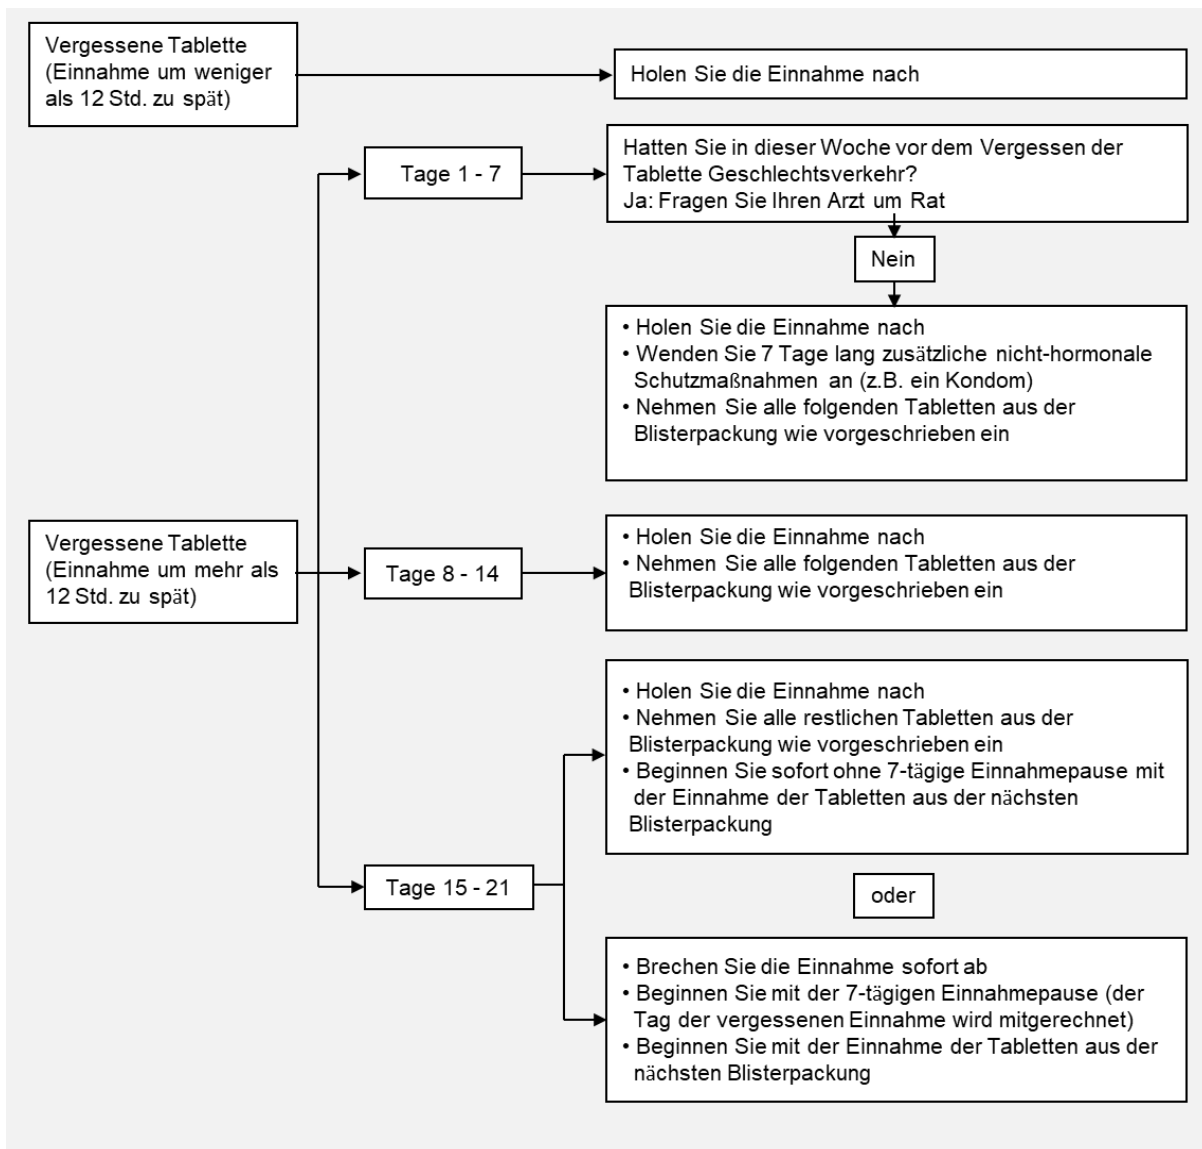 Vergessene Tablette
(Einnahme um weniger
als 12 Std. zu spät)
Holen Sie die Einnahme nach
Tage 1 - 7
Hatten Sie in dieser Woche vor dem Vergessen der
Tablette Geschlechtsverkehr?
Ja: Fragen Sie Ihren Arzt um Rat
Nein
• Holen Sie die Einnahme nach
• Wenden Sie 7 Tage lang zusätzliche nicht-hormonale
Schutzmaßnahmen an (z.B. ein Kondom)
• Nehmen Sie alle folgenden Tabletten aus der
Blisterpackung wie vorgeschrieben ein
Vergessene Tablette
(Einnahme um mehr als
12 Std. zu spät)
Tage 8 - 14
• Holen Sie die Einnahme nach
• Nehmen Sie alle folgenden Tabletten aus der
Blisterpackung wie vorgeschrieben ein
Tage 15 - 21
• Holen Sie die Einnahme nach
• Nehmen Sie alle restlichen Tabletten aus der
Blisterpackung wie vorgeschrieben ein
• Beginnen Sie sofort ohne 7-tägige Einnahmepause mit
der Einnahme der Tabletten aus der nächsten
Blisterpackung
oder
• Brechen Sie die Einnahme sofort ab
• Beginnen Sie mit der 7-tägigen Einnahmepause (der
Tag der vergessenen Einnahme wird mitgerechnet)
• Beginnen Sie mit der Einnahme der Tabletten aus der
nächsten Blisterpackung